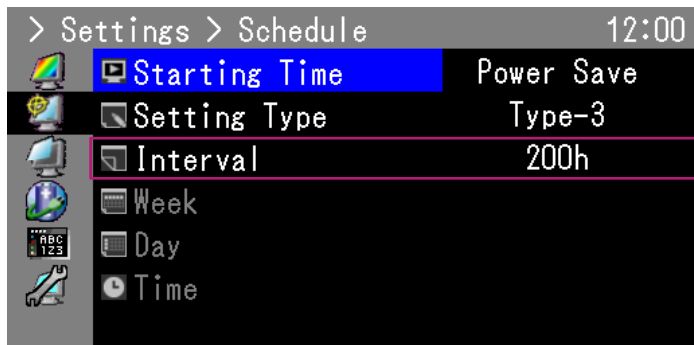 > Settings > Schedule 12:00
Starting Time Power Save
Setting Type Type-3
Interval 200h
Week
ABC
123
Day
Time